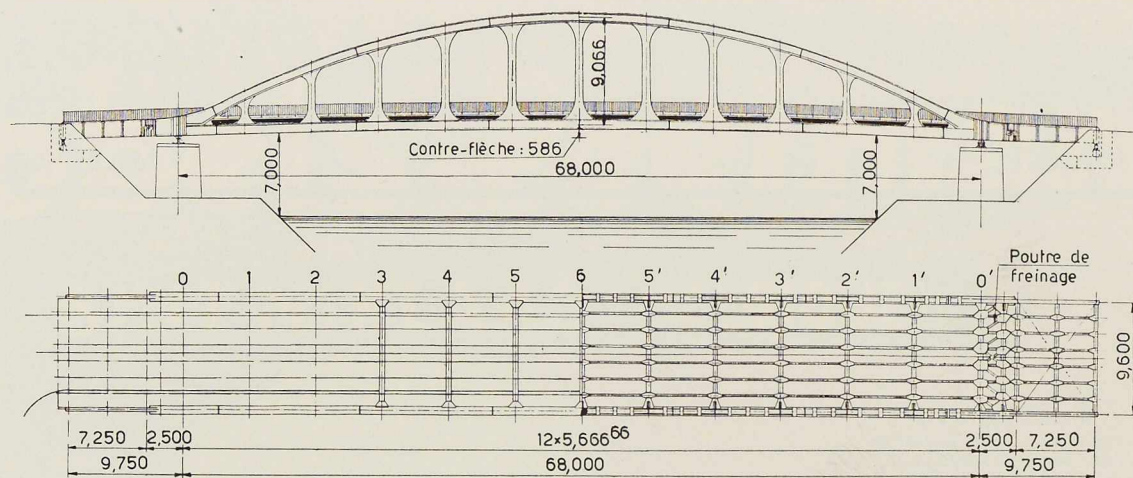 9,066
Contre-flèche: 586
68,000
7,000
7,000
0 1 2 3 4 5 6 5' 4' 3' 2' 1' 0'
Poutre de
freinage
9,600
7,250 2,500 12×5,666⁶⁶ 2,500 7,250
9,750 68,000 9,750